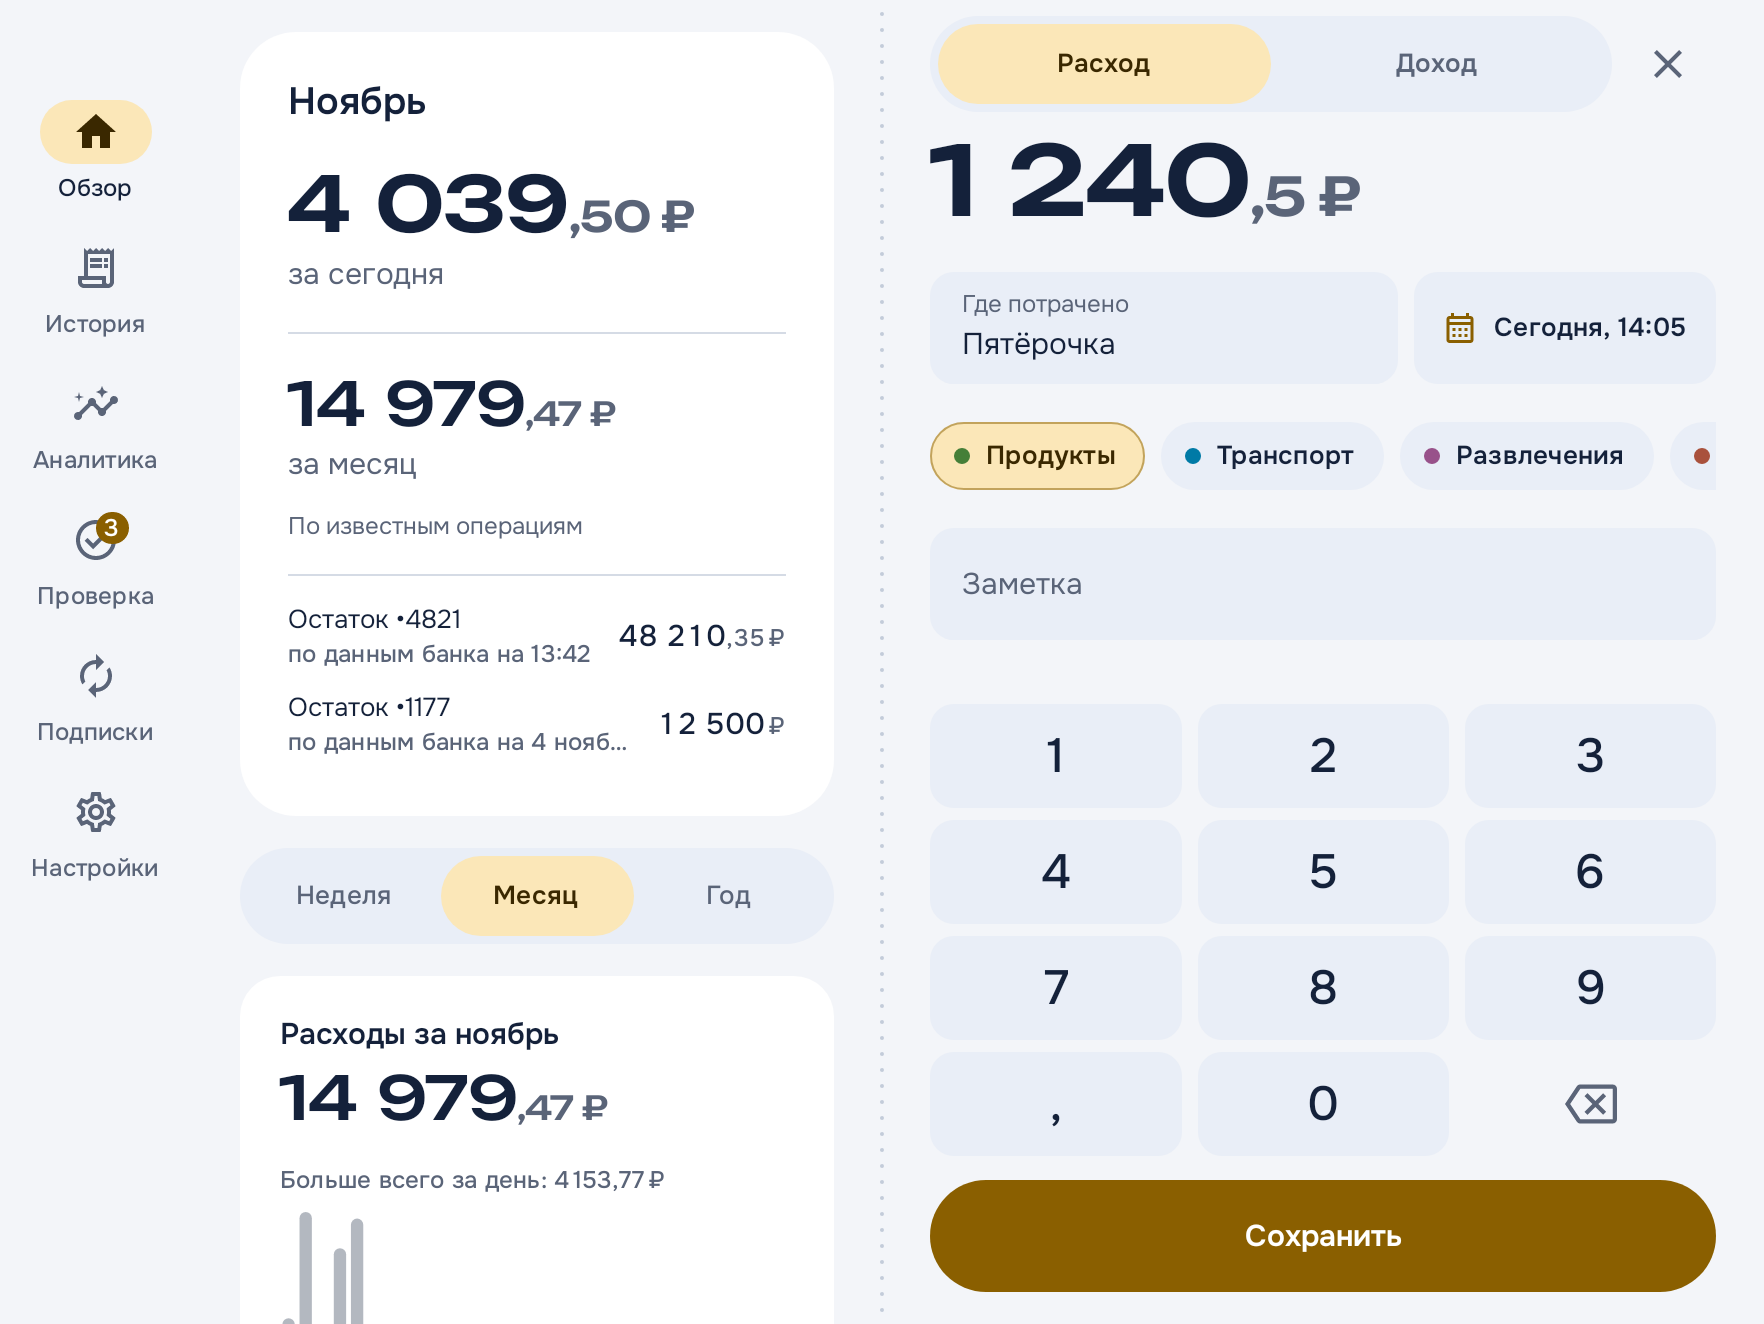 Обзор
История
Аналитика
3
Проверка
Подписки
Настройки
Ноябрь
4 039,50 ₽
за сегодня
14 979,47 ₽
за месяц
По известным операциям
Остаток •4821
по данным банка на 13:42
48 210,35 ₽
Остаток •1177
по данным банка на 4 нояб…
12 500 ₽
Неделя Месяц Год
Расходы за ноябрь
14 979,47 ₽
Больше всего за день: 4 153,77 ₽
Расход Доход
1 240,5 ₽
Где потрачено
Пятёрочка
Сегодня, 14:05
Продукты Транспорт Развлечения
Заметка
1 2 3
4 5 6
7 8 9
, 0
Сохранить